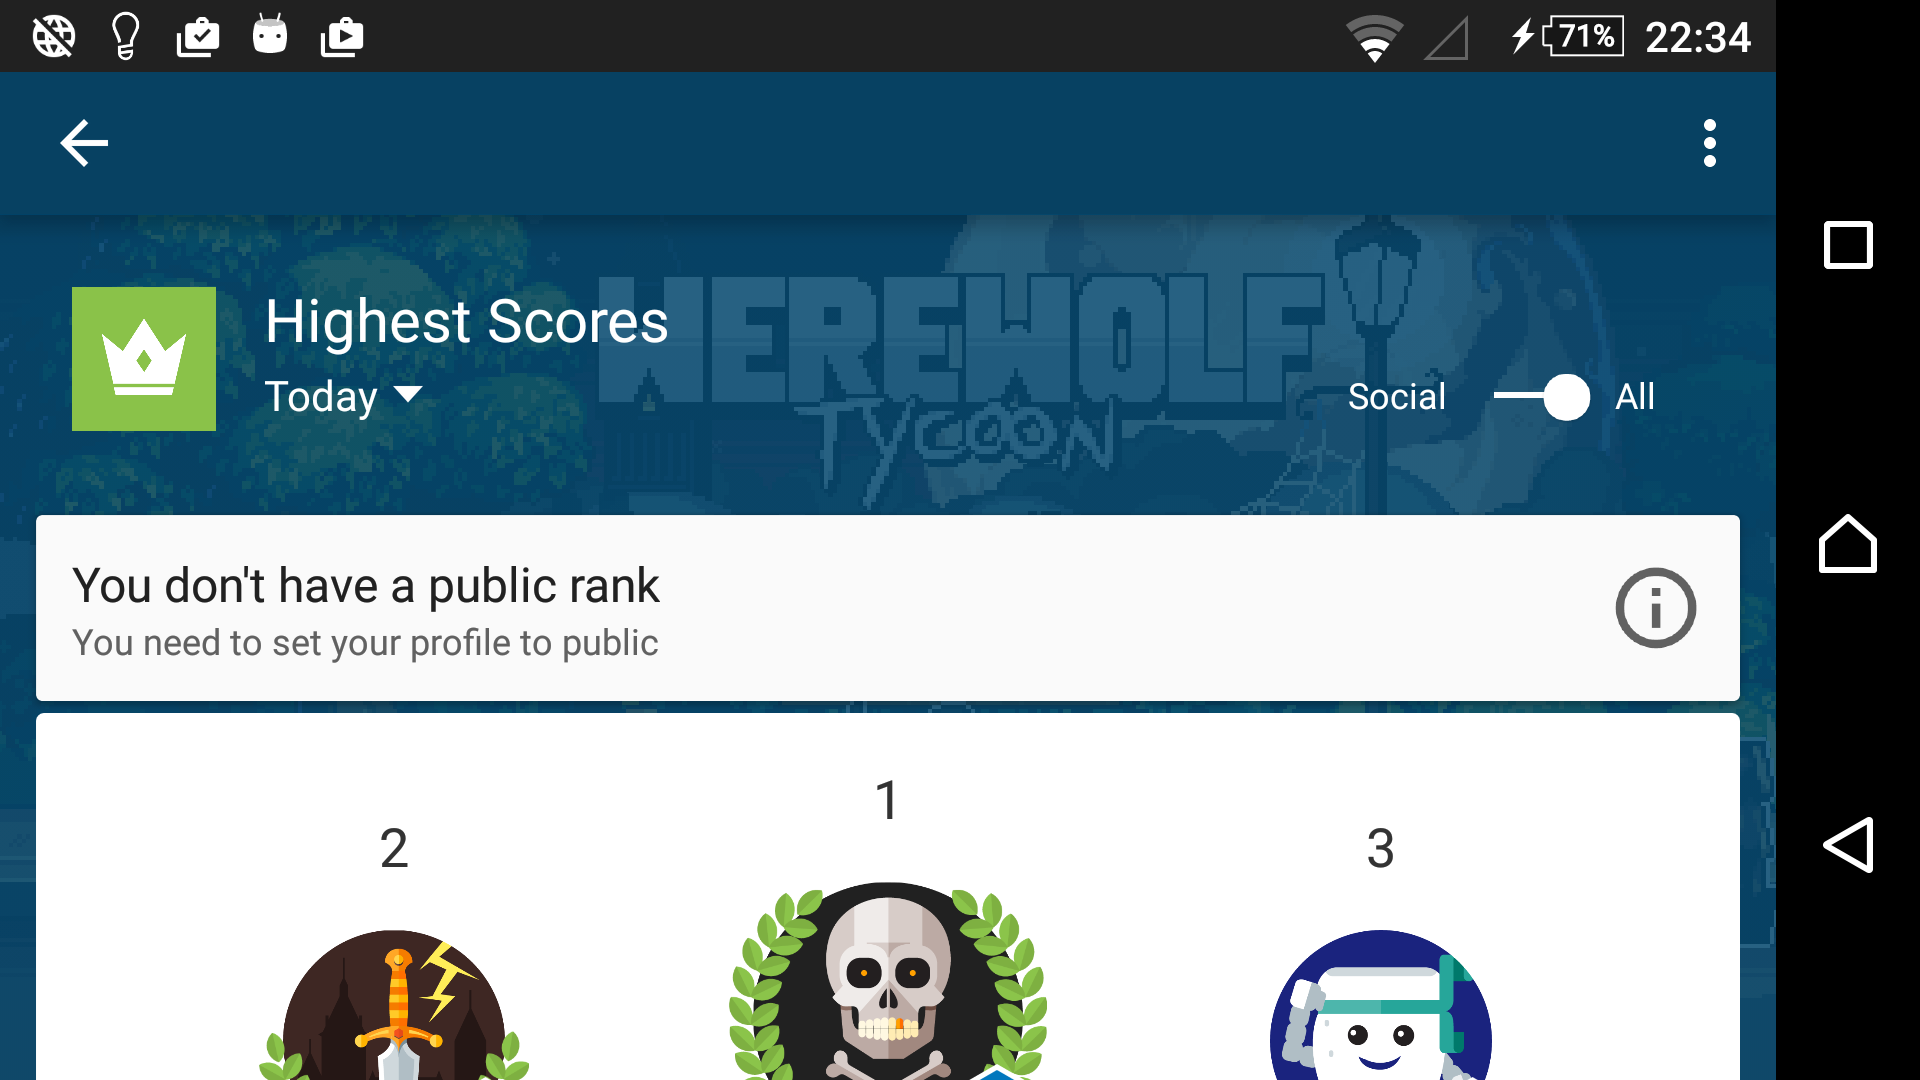 71% 22:34
WEREWOLF
TYCOON
Highest Scores
Today
Social All
You don't have a public rank
You need to set your profile to public
1
2
3